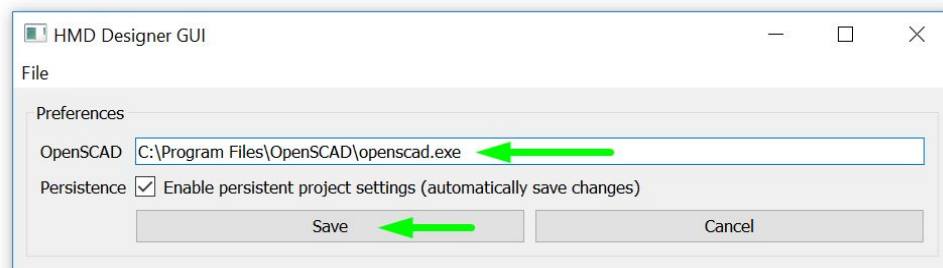 HMD Designer GUI
File
Preferences
OpenSCAD C:\Program Files\OpenSCAD\openscad.exe
Persistence Enable persistent project settings (automatically save changes)
Save Cancel